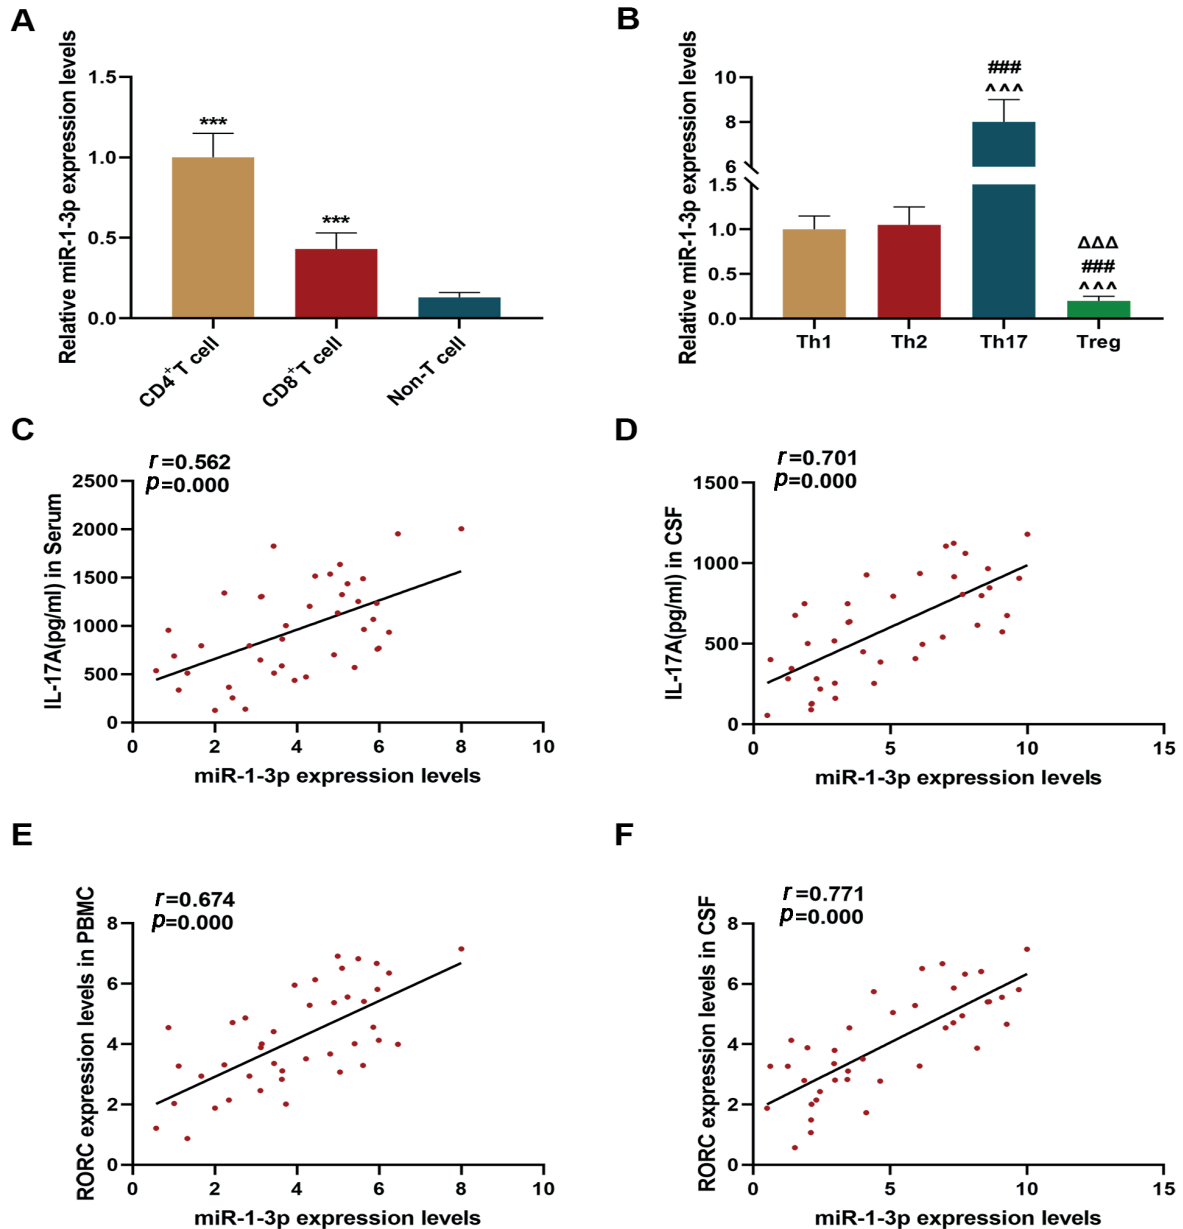 A
Relative miR-1-3p expression levels
1.5
***
1.0
***
0.5
0.0
CD4+T cell
CD8+T cell
Non-T cell
B
Relative miR-1-3p expression levels
###
^^^
10
8
6
1.5
1.0
0.5
0.0
ΔΔΔ
###
^^^
Th1
Th2
Th17
Treg
C
r=0.562
p=0.000
IL-17A(pg/ml) in Serum
2500
2000
1500
1000
500
0
0
2
4
6
8
10
miR-1-3p expression levels
D
r=0.701
p=0.000
IL-17A(pg/ml) in CSF
1500
1000
500
0
0
5
10
15
miR-1-3p expression levels
E
r=0.674
p=0.000
RORC expression levels in PBMC
8
6
4
2
0
0
2
4
6
8
10
miR-1-3p expression levels
F
r=0.771
p=0.000
RORC expression levels in CSF
8
6
4
2
0
0
5
10
15
miR-1-3p expression levels